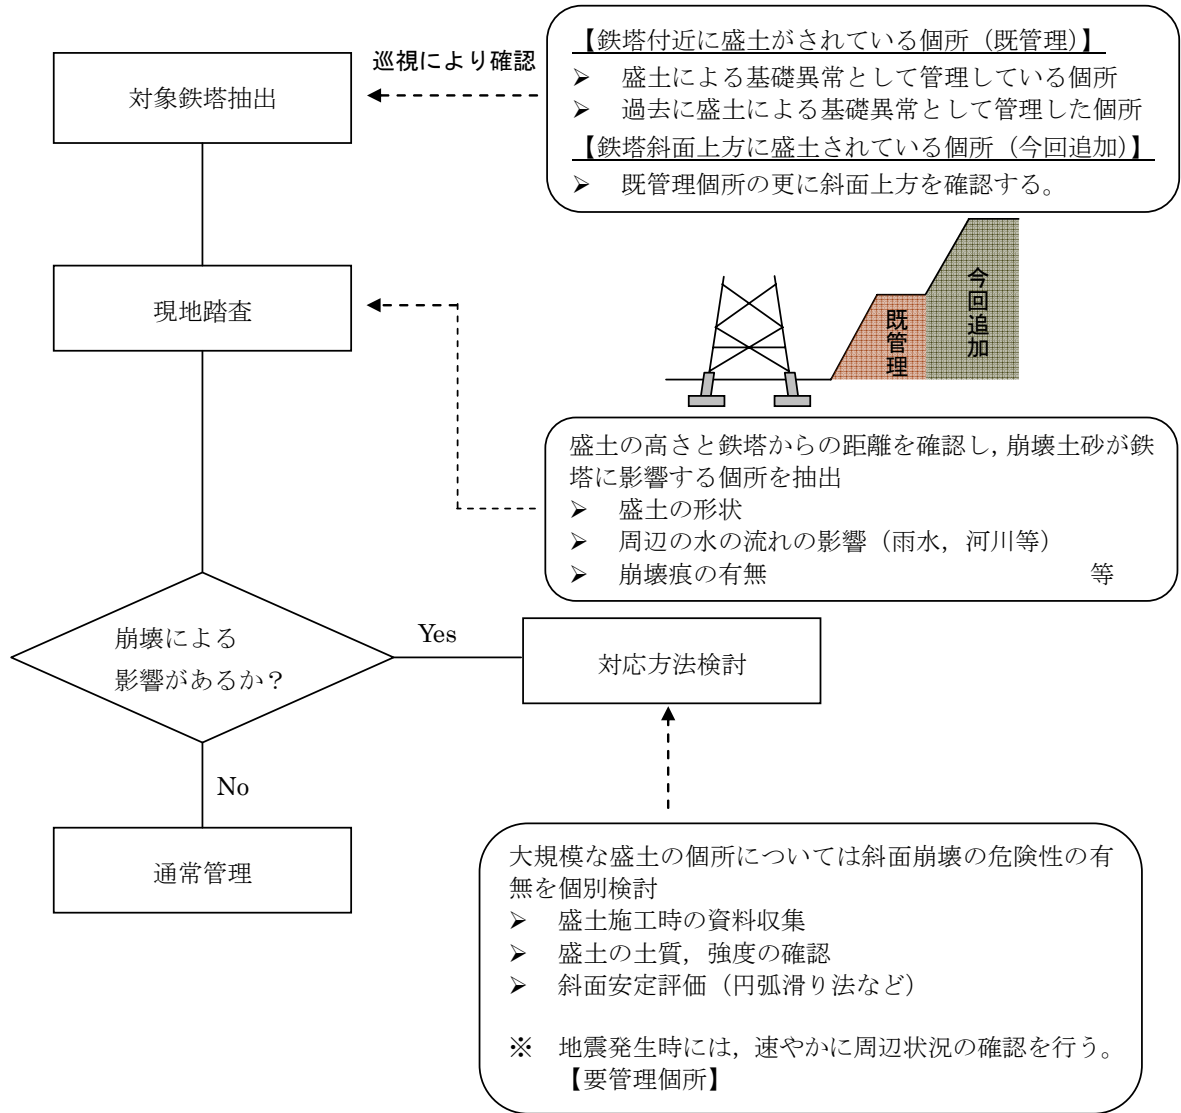 対象鉄塔抽出
巡視により確認
【鉄塔付近に盛土がされている個所（既管理）】
➢ 盛土による基礎異常として管理している個所
➢ 過去に盛土による基礎異常として管理した個所
【鉄塔斜面上方に盛土されている個所（今回追加）】
➢ 既管理個所の更に斜面上方を確認する。
現地踏査
既管理
今回追加
盛土の高さと鉄塔からの距離を確認し，崩壊土砂が鉄
塔に影響する個所を抽出
➢ 盛土の形状
➢ 周辺の水の流れの影響（雨水，河川等）
➢ 崩壊痕の有無 等
崩壊による
影響があるか？
Yes
対応方法検討
No
通常管理
大規模な盛土の個所については斜面崩壊の危険性の有
無を個別検討
➢ 盛土施工時の資料収集
➢ 盛土の土質，強度の確認
➢ 斜面安定評価（円弧滑り法など）
※ 地震発生時には，速やかに周辺状況の確認を行う。
【要管理個所】